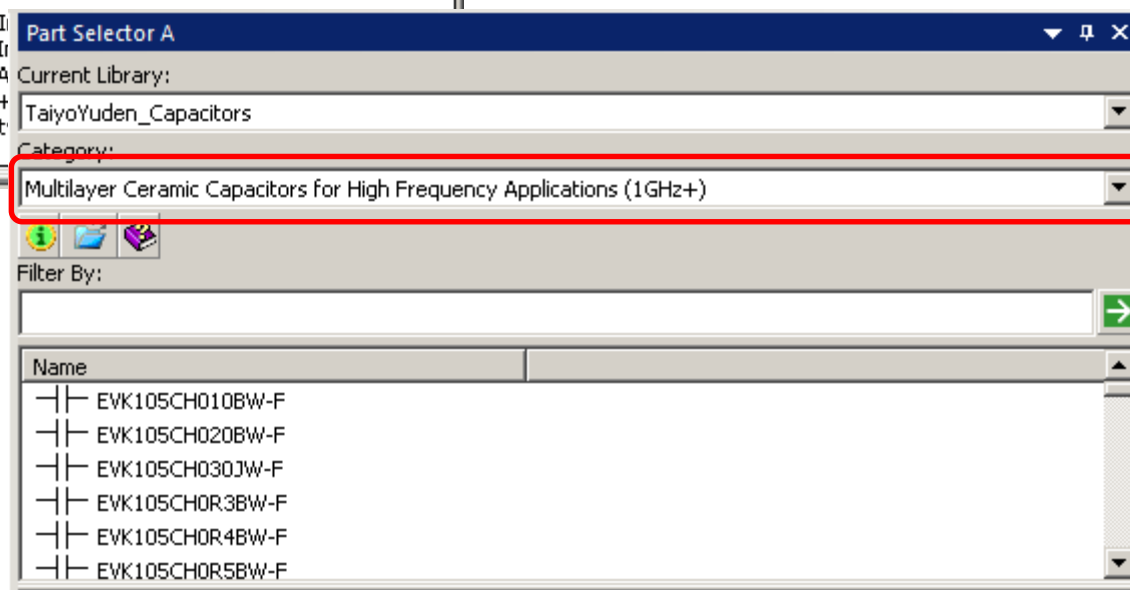 Part Selector A
Current Library:
TaiyoYuden_Capacitors
Category:
Multilayer Ceramic Capacitors for High Frequency Applications (1GHz+)
Filter By:
Name
EVK105CH010BW-F
EVK105CH020BW-F
EVK105CH030JW-F
EVK105CH0R3BW-F
EVK105CH0R4BW-F
EVK105CH0R5BW-F